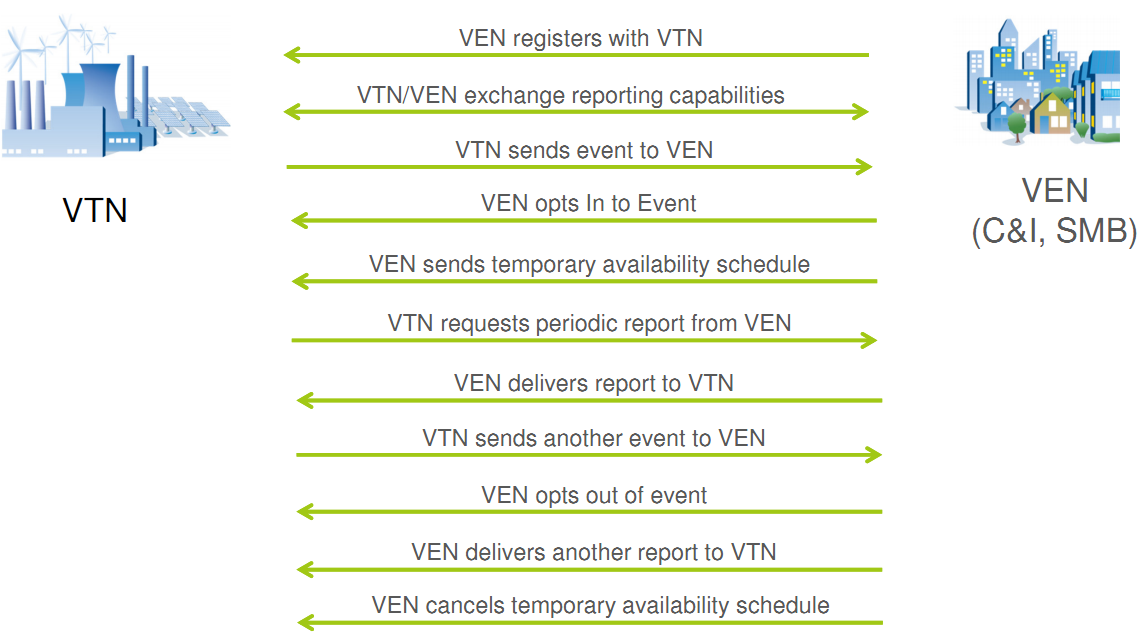 VEN registers with VTN
VTN/VEN exchange reporting capabilities
VTN sends event to VEN
VEN opts In to Event
VTN
VEN
(C&I, SMB)
VEN sends temporary availability schedule
VTN requests periodic report from VEN
VEN delivers report to VTN
VTN sends another event to VEN
VEN opts out of event
VEN delivers another report to VTN
VEN cancels temporary availability schedule